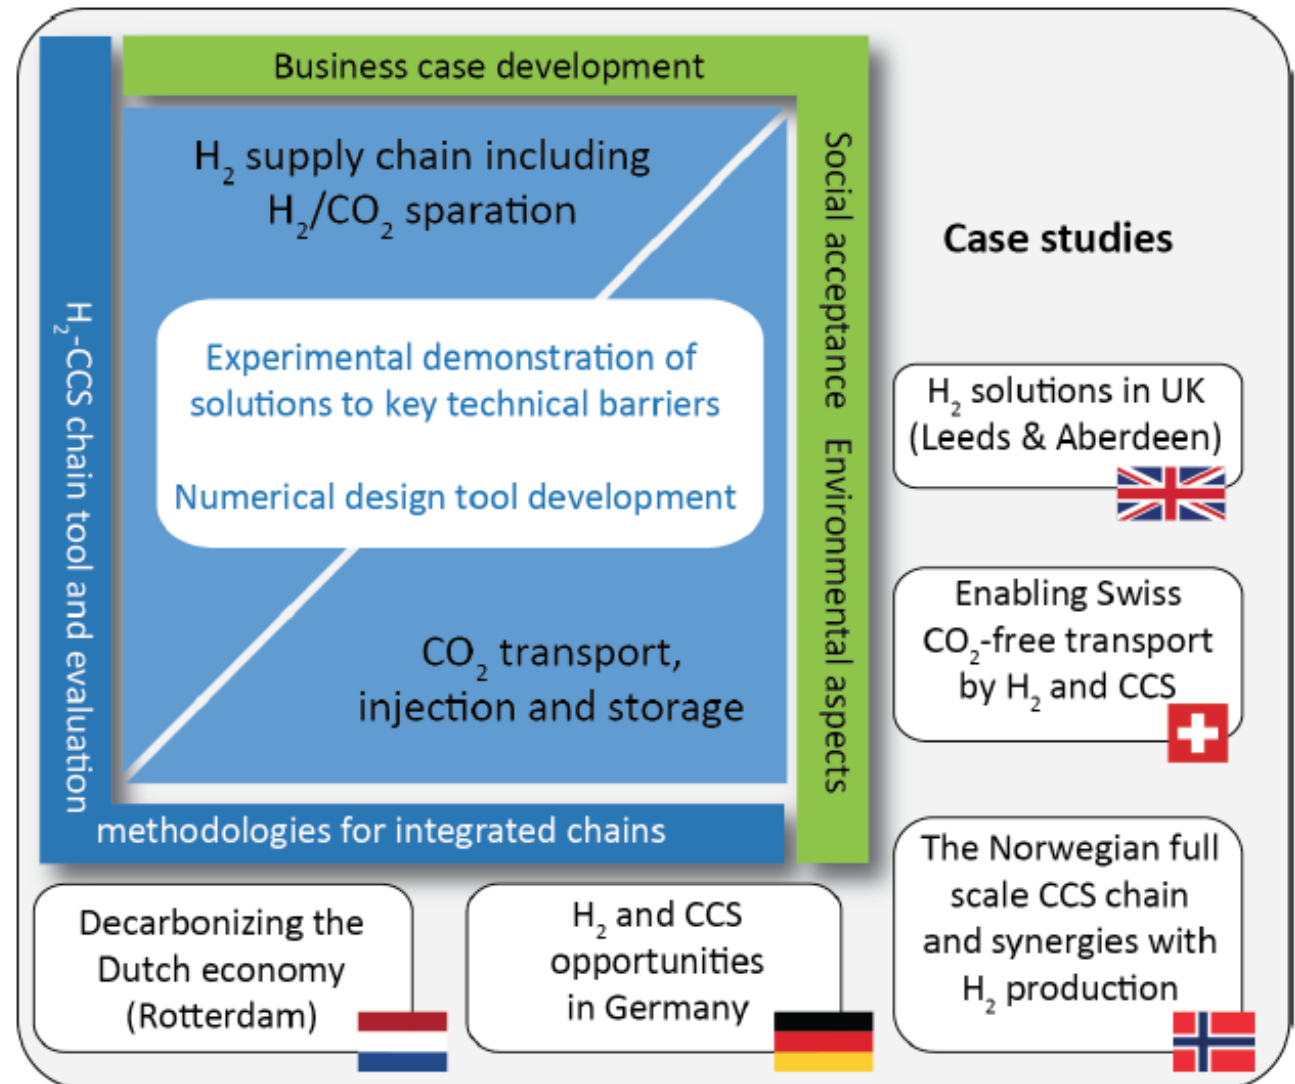 Business case development
H₂ supply chain including
H₂/CO₂ sparation
Experimental demonstration of
solutions to key technical barriers
Numerical design tool development
CO₂ transport,
injection and storage
H₂-CCS chain tool and evaluation
methodologies for integrated chains
Social acceptance Environmental aspects
Case studies
H₂ solutions in UK
(Leeds & Aberdeen)
Enabling Swiss
CO₂-free transport
by H₂ and CCS
The Norwegian full
scale CCS chain
and synergies with
H₂ production
Decarbonizing the
Dutch economy
(Rotterdam)
H₂ and CCS
opportunities
in Germany